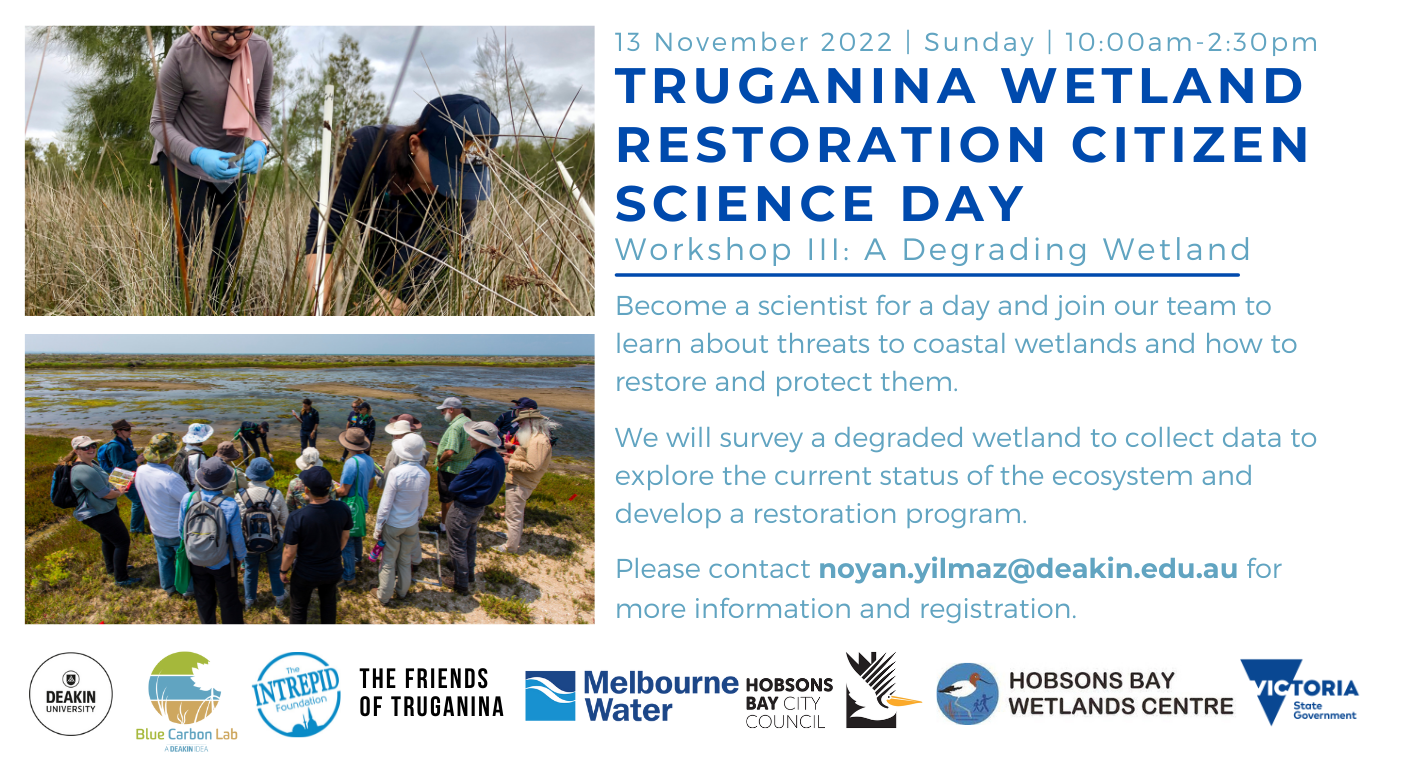 13 November 2022 | Sunday | 10:00am-2:30pm
TRUGANINA WETLAND
RESTORATION CITIZEN
SCIENCE DAY
Workshop III: A Degrading Wetland
Become a scientist for a day and join our team to
learn about threats to coastal wetlands and how to
restore and protect them.
We will survey a degraded wetland to collect data to
explore the current status of the ecosystem and
develop a restoration program.
Please contact noyan.yilmaz@deakin.edu.au for
more information and registration.
DEAKIN
UNIVERSITY
Blue Carbon Lab
A DEAKIN IDEA
The
INTREPID
Foundation
THE FRIENDS
OF TRUGANINA
Melbourne
Water
HOBSONS
BAY CITY
COUNCIL
HOBSONS BAY
WETLANDS CENTRE
VICTORIA
State
Government